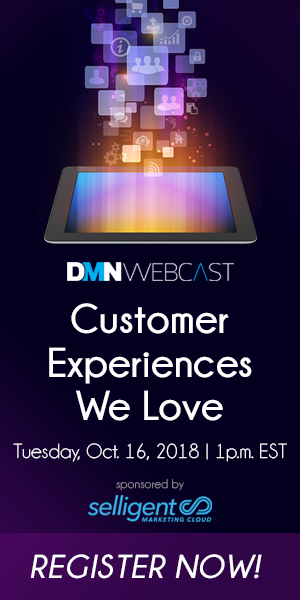 DMNWEBCAST
Customer
Experiences
We Love
Tuesday, Oct. 16, 2018 | 1p.m. EST
sponsored by
selligent
MARKETING CLOUD
REGISTER NOW!